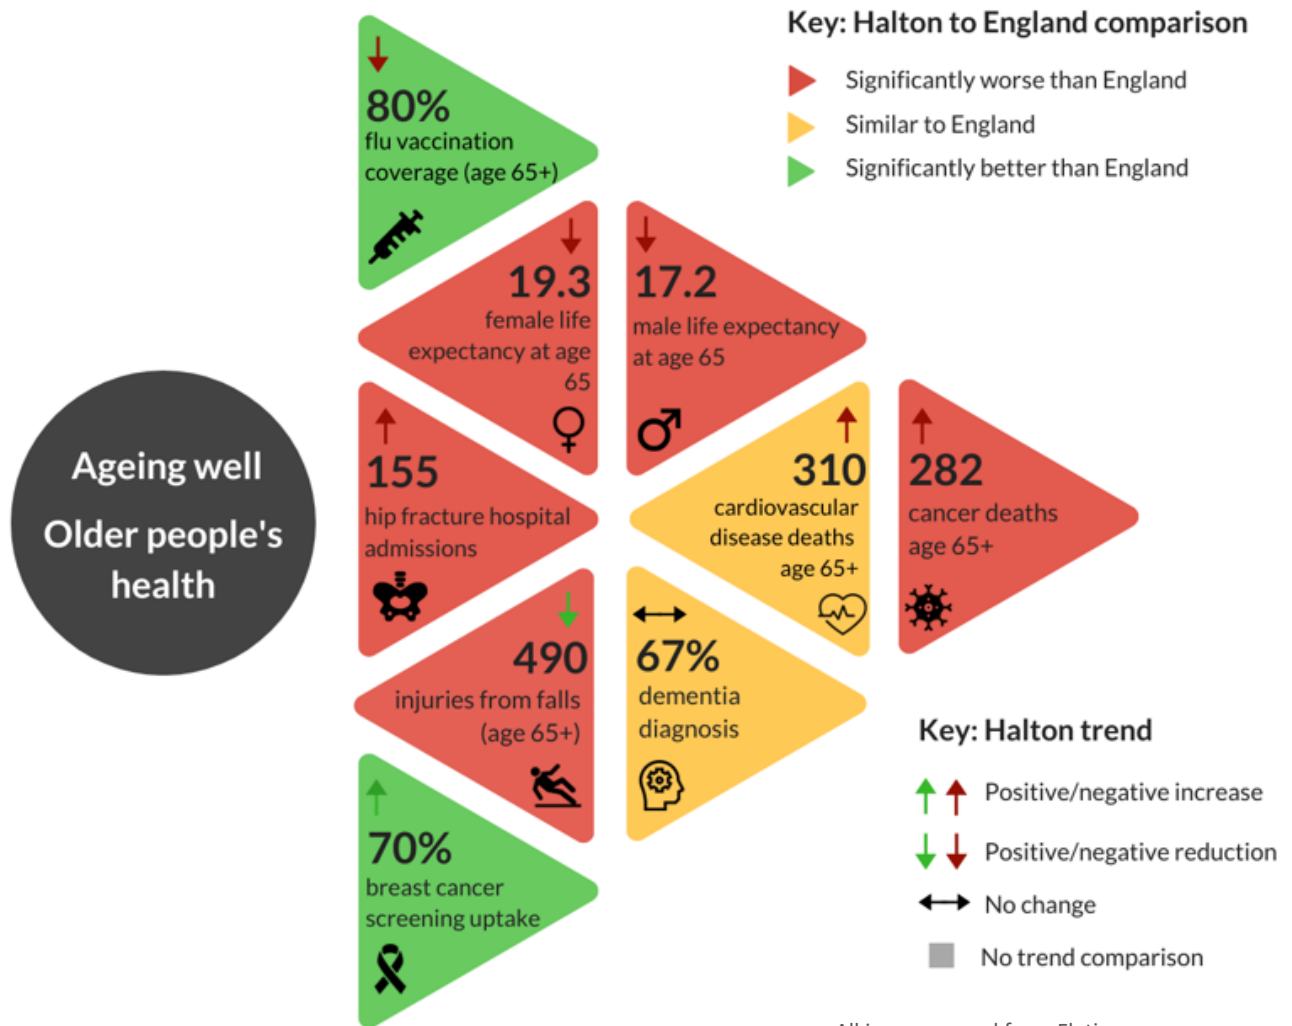 Key: Halton to England comparison
Significantly worse than England
Similar to England
Significantly better than England
80%
flu vaccination
coverage (age 65+)
19.3
female life
expectancy at age
65
17.2
male life expectancy
at age 65
Ageing well
Older people's
health
155
hip fracture hospital
admissions
310
cardiovascular
disease deaths
age 65+
282
cancer deaths
age 65+
490
injuries from falls
(age 65+)
67%
dementia
diagnosis
70%
breast cancer
screening uptake
Key: Halton trend
Positive/negative increase
Positive/negative reduction
No change
No trend comparison